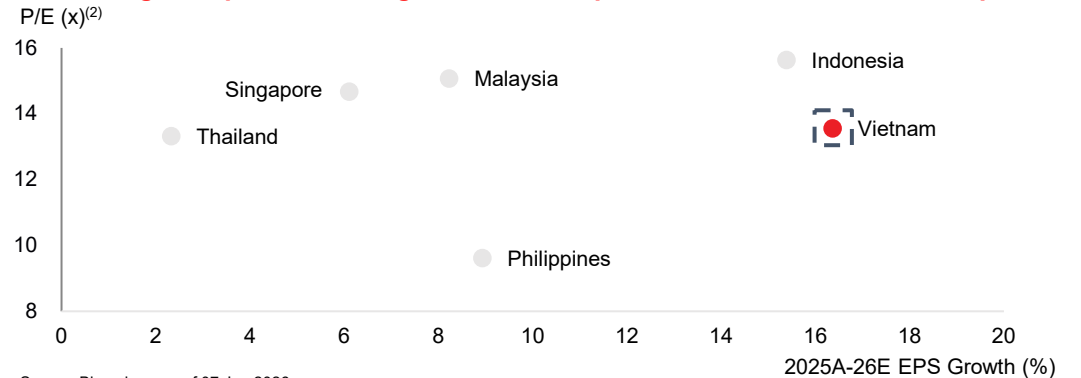 P/E (x)(2)
16
14
12
10
8
Indonesia
Malaysia
Singapore
Vietnam
Thailand
Philippines
0 2 4 6 8 10 12 14 16 18 20
2025A-26E EPS Growth (%)